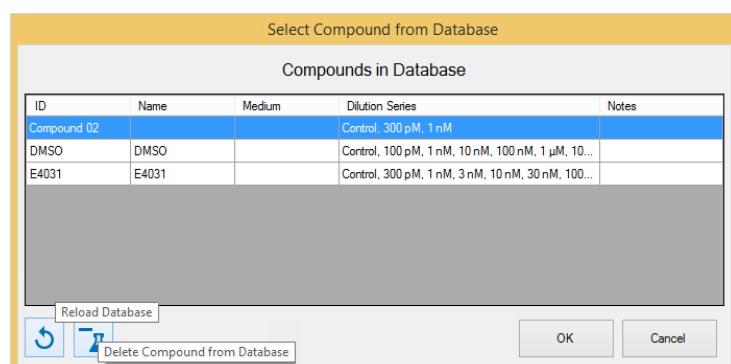 Select Compound from Database
Compounds in Database
ID Name Medium Dilution Series Notes
Compound 02 Control, 300 pM, 1 nM
DMSO DMSO Control, 100 pM, 1 nM, 10 nM, 100 nM, 1 µM, 10...
E4031 E4031 Control, 300 pM, 1 nM, 3 nM, 10 nM, 30 nM, 100...
Reload Database
OK Cancel
Delete Compound from Database